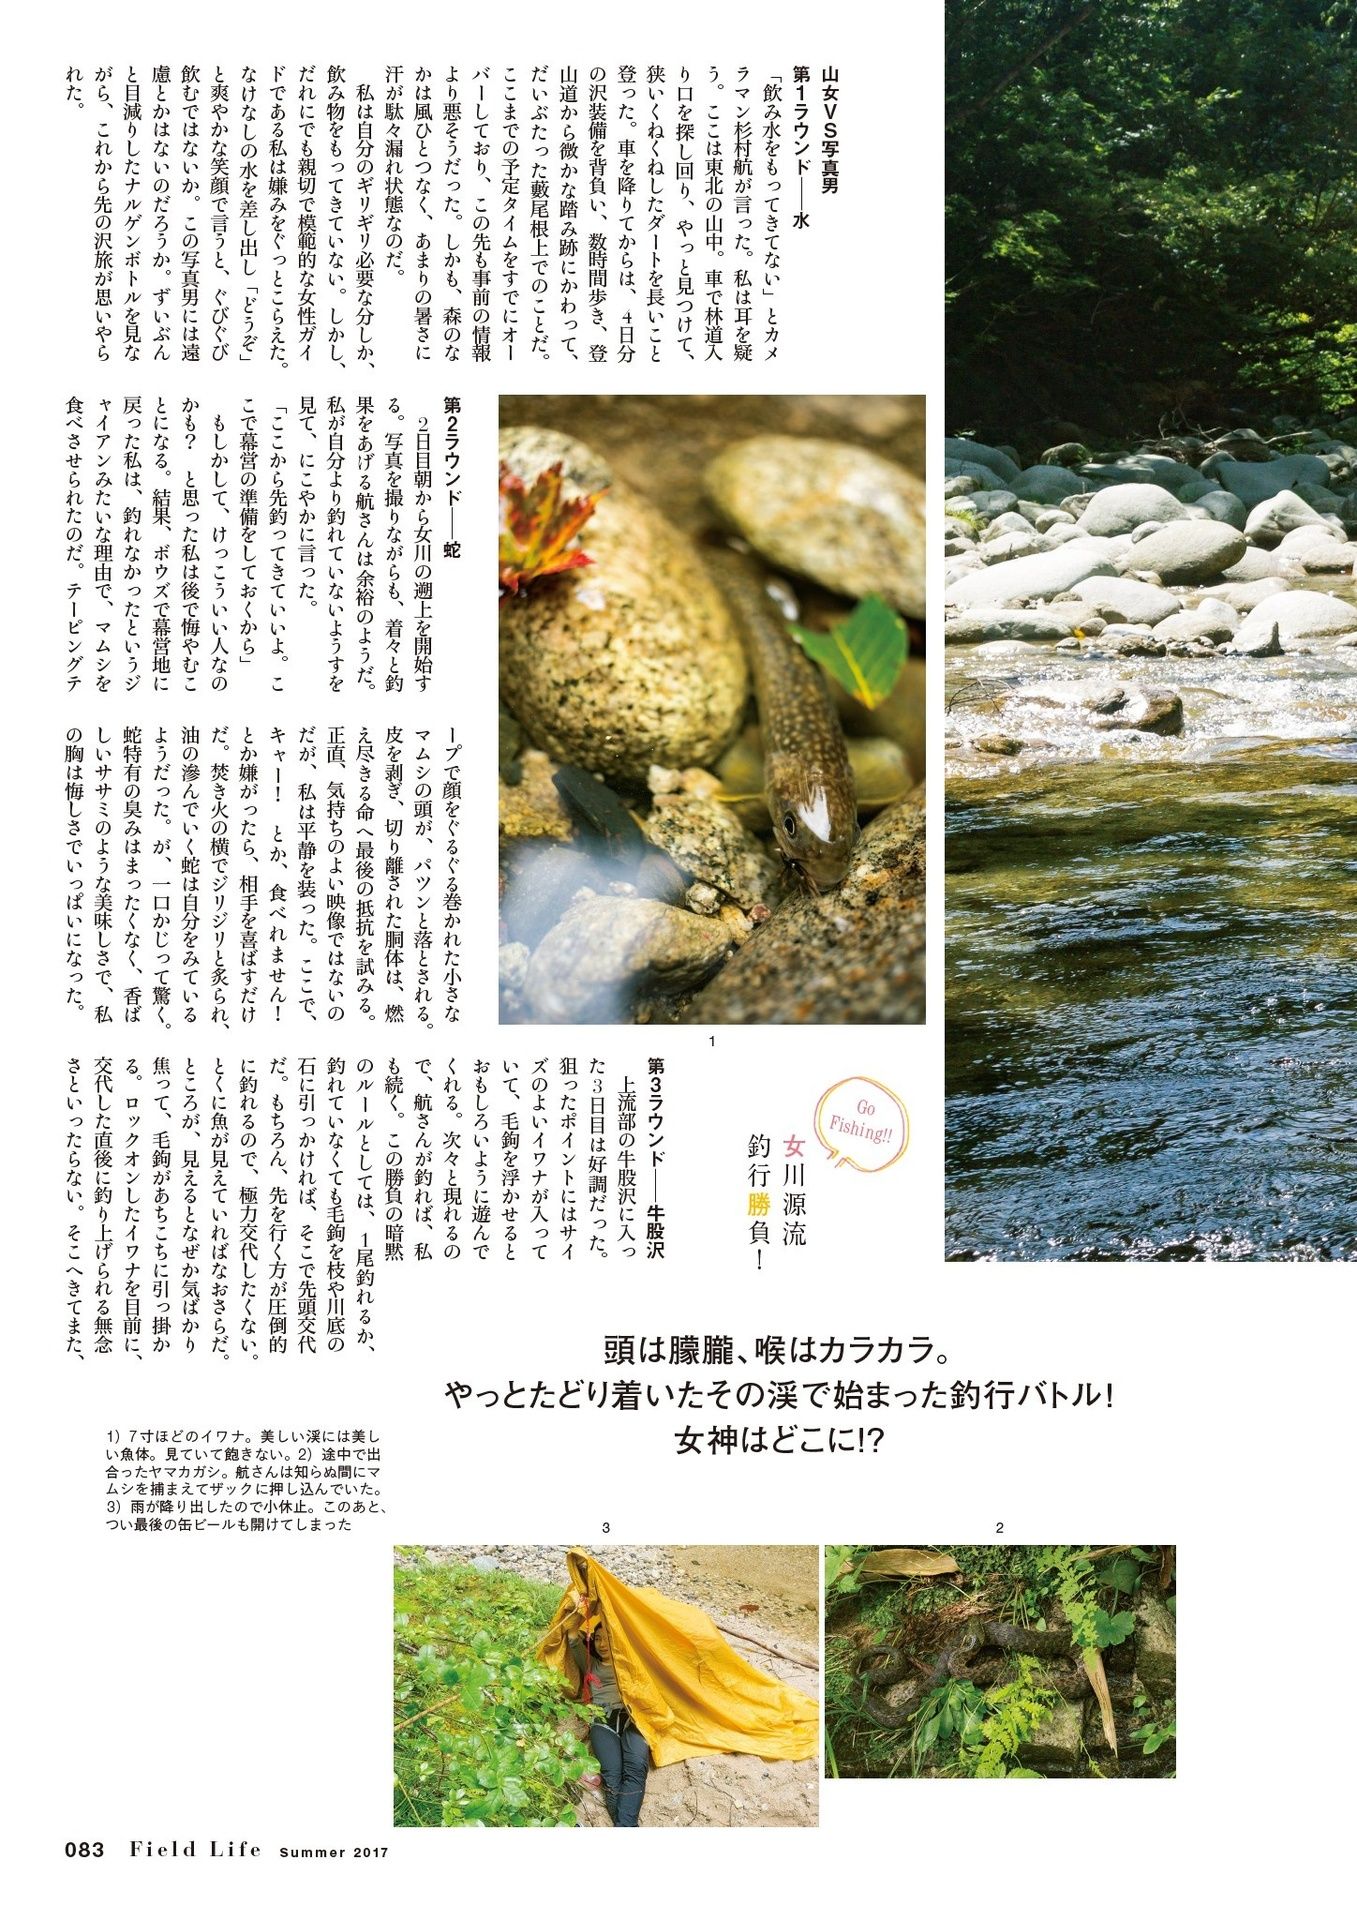 山女VS写真男
第1ラウンド――水
「飲み水をもってきてない」とカメ
ラマン杉村航が言った。私は耳を疑
う。ここは東北の山中。車で林道入
り口を探し回り、やっと見つけて、
狭いくねくねしたダートを長いこと
登った。車を降りてからは、4日分
の沢装備を背負い、数時間歩き、登
山道から微かな踏み跡にかわって、
だいぶたった藪尾根上でのことだ。
ここまでの予定タイムをすでにオー
バーしており、この先も事前の情報
より悪そうだった。しかも、森のな
かは風ひとつなく、あまりの暑さに
汗が駄々漏れ状態なのだ。
　私は自分のギリギリ必要な分しか、
飲み物をもってきていない。しかし、
だれにでも親切で模範的な女性ガイ
ドである私は嫌みをぐっとこらえた。
なけなしの水を差し出し「どうぞ」
と爽やかな笑顔で言うと、ぐびぐび
飲むではないか。この写真男には遠
慮とかはないのだろうか。ずいぶん
と目減りしたナルゲンボトルを見な
がら、これから先の沢旅が思いやら
れた。
第2ラウンド――蛇
　2日目朝から女川の遡上を開始す
る。写真を撮りながらも、着々と釣
果をあげる航さんは余裕のようだ。
私が自分より釣れていないようすを
見て、にこやかに言った。
「ここから先釣ってきていいよ。こ
こで幕営の準備をしておくから」
　もしかして、けっこういい人なの
かも？　と思った私は後で悔やむこ
とになる。結果、ボウズで幕営地に
戻った私は、釣れなかったというジ
ャイアンみたいな理由で、マムシを
食べさせられたのだ。テーピングテ
ープで顔をぐるぐる巻かれた小さな
マムシの頭が、パツンと落とされる。
皮を剥ぎ、切り離された胴体は、燃
え尽きる命へ最後の抵抗を試みる。
正直、気持ちのよい映像ではないの
だが、私は平静を装った。ここで、
キャー！　とか、食べれません！
とか嫌がったら、相手を喜ばすだけ
だ。焚き火の横でジリジリと炙られ、
油の滲んでいく蛇は自分をみている
ようだった。が、一口かじって驚く。
蛇特有の臭みはまったくなく、香ば
しいササミのような美味しさで、私
の胸は悔しさでいっぱいになった。
1
Go
Fishing!!
女川源流
釣行勝負！
第3ラウンド――牛股沢
　上流部の牛股沢に入っ
た3日目は好調だった。
狙ったポイントにはサイ
ズのよいイワナが入って
いて、毛鉤を浮かせると
おもしろいように遊んで
くれる。次々と現れるの
で、航さんが釣れば、私
も続く。この勝負の暗黙
のルールとしては、1尾釣れるか、
釣れていなくても毛鉤を枝や川底の
石に引っかければ、そこで先頭交代
だ。もちろん、先を行く方が圧倒的
に釣れるので、極力交代したくない。
とくに魚が見えていればなおさらだ。
ところが、見えるとなぜか気ばかり
焦って、毛鉤があちこちに引っ掛か
る。ロックオンしたイワナを目前に、
交代した直後に釣り上げられる無念
さといったらない。そこへきてまた、
頭は朦朧、喉はカラカラ。
やっとたどり着いたその渓で始まった釣行バトル！
女神はどこに!?
1）7寸ほどのイワナ。美しい渓には美し
い魚体。見ていて飽きない。2）途中で出
合ったヤマカガシ。航さんは知らぬ間にマ
ムシを捕まえてザックに押し込んでいた。
3）雨が降り出したので小休止。このあと、
つい最後の缶ビールも開けてしまった
3
2
083 Field Life Summer 2017